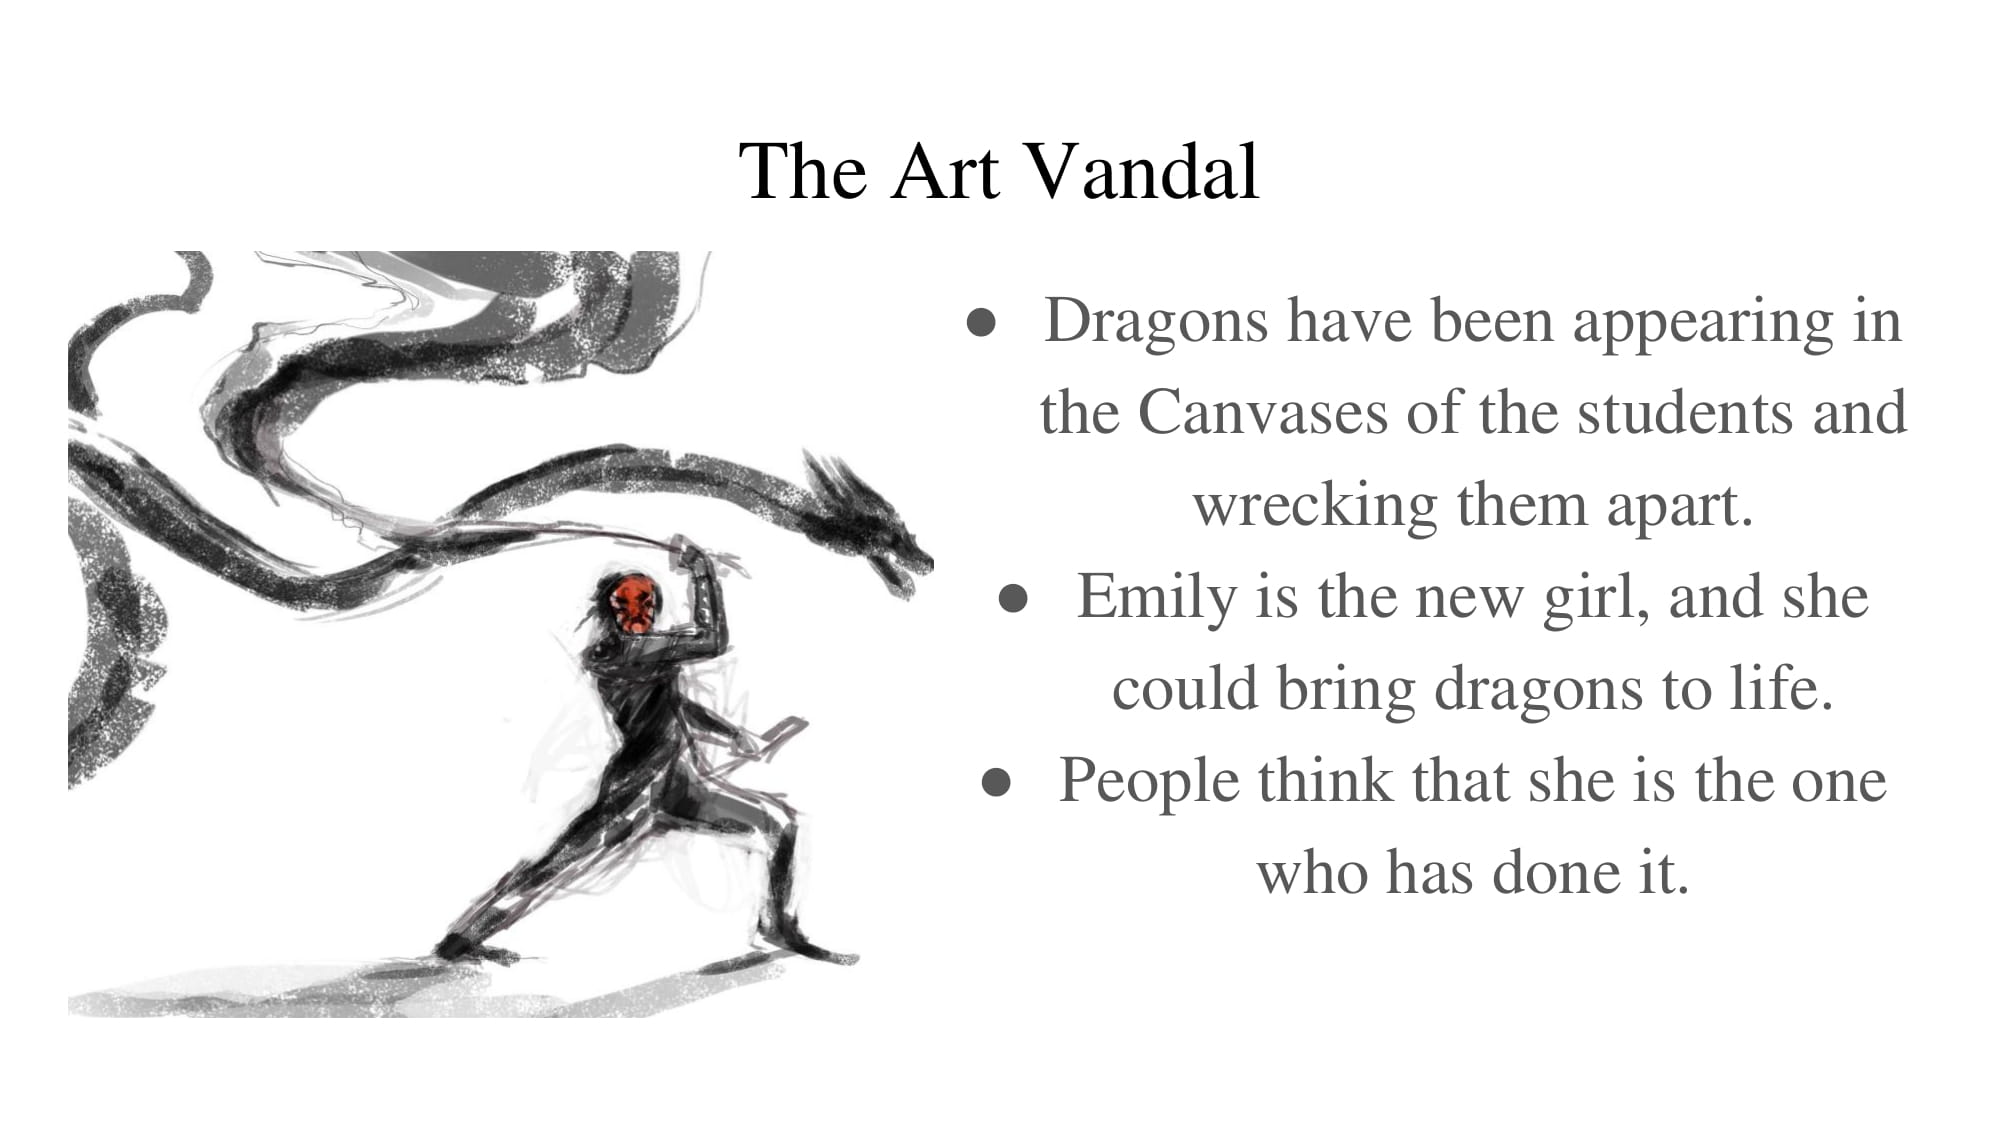 The Art Vandal
● Dragons have been appearing in
the Canvases of the students and
wrecking them apart.
● Emily is the new girl, and she
could bring dragons to life.
● People think that she is the one
who has done it.